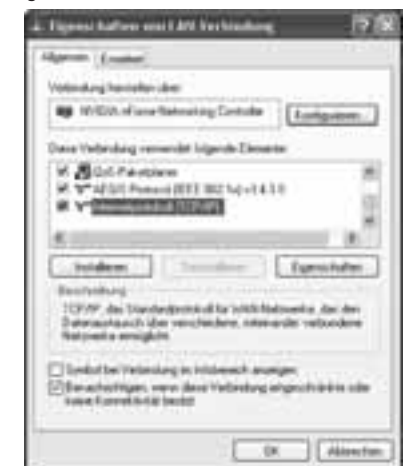 Eigenschaften von LAN-Verbindung
Allgemein Erweitert
Verbindung herstellen über:
NVIDIA nForce Networking Controller
Konfigurieren...
Diese Verbindung verwendet folgende Elemente:
QoS-Paketplaner
AEGIS Protocol (IEEE 802.1x) v3.4.3.0
Internetprotokoll (TCP/IP)
Installieren... Deinstallieren Eigenschaften
Beschreibung
TCP/IP, das Standardprotokoll für WAN-Netzwerke, das den
Datenaustausch über verschiedene, miteinander verbundene
Netzwerke ermöglicht.
Symbol bei Verbindung im Infobereich anzeigen
Benachrichtigen, wenn diese Verbindung eingeschränkte oder
keine Konnektivität besitzt
OK Abbrechen